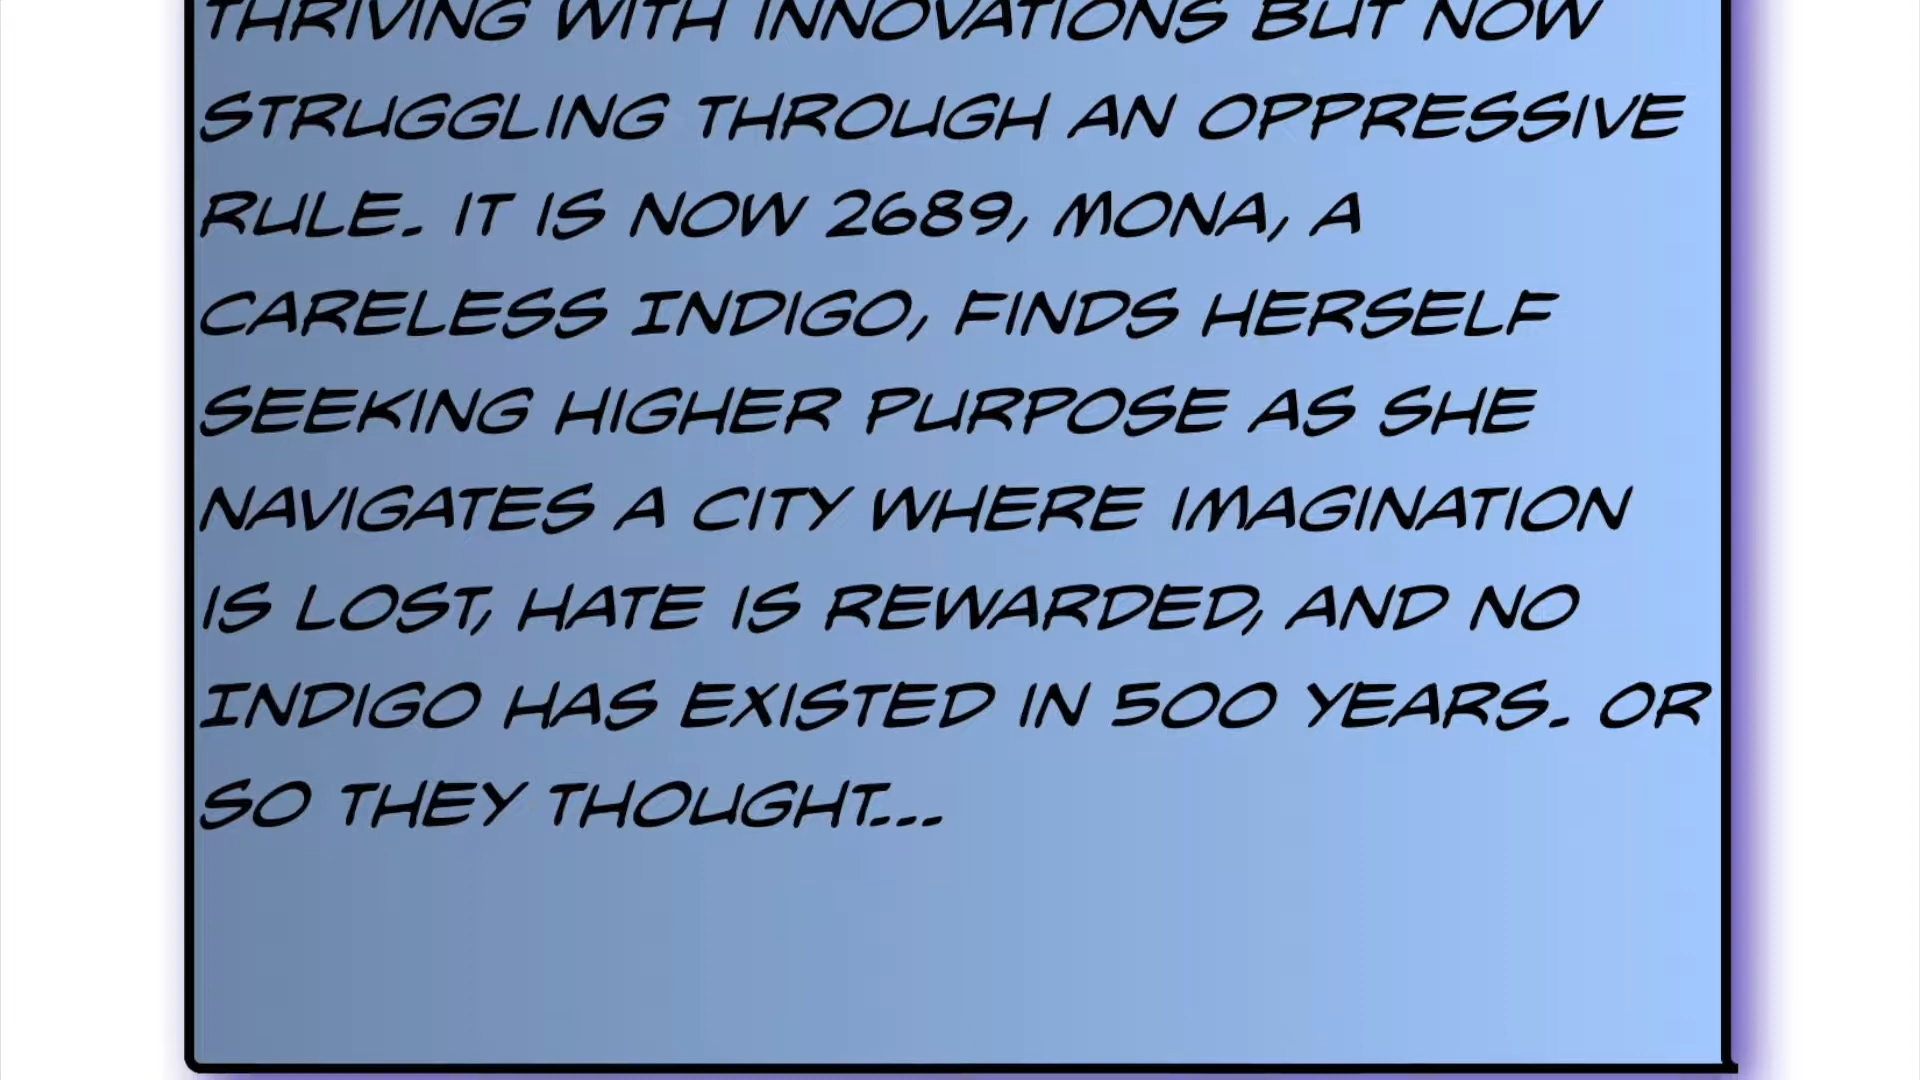 THRIVING WITH INNOVATIONS BUT NOW
STRUGGLING THROUGH AN OPPRESSIVE
RULE. IT IS NOW 2689, MONA, A
CARELESS INDIGO, FINDS HERSELF
SEEKING HIGHER PURPOSE AS SHE
NAVIGATES A CITY WHERE IMAGINATION
IS LOST, HATE IS REWARDED, AND NO
INDIGO HAS EXISTED IN 500 YEARS. OR
SO THEY THOUGHT...